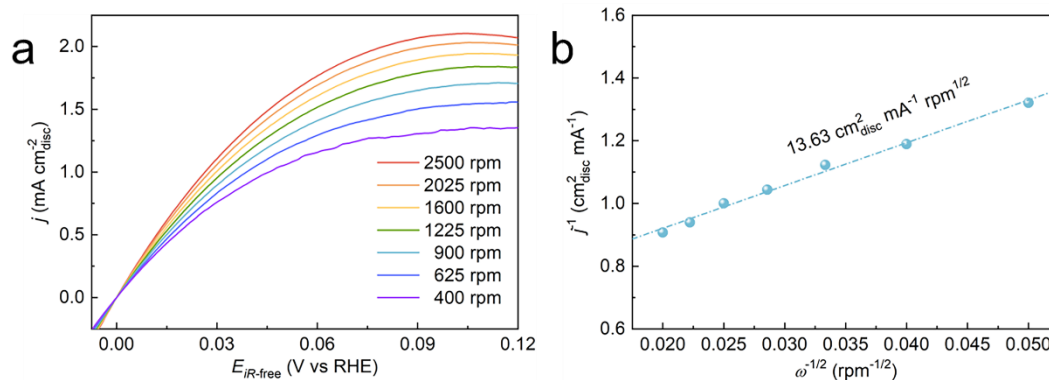 a
j (mA cm⁻²disc)
2.0
1.5
1.0
0.5
0.0
2500 rpm
2025 rpm
1600 rpm
1225 rpm
900 rpm
625 rpm
400 rpm
0.00 0.03 0.06 0.09 0.12
E iR-free (V vs RHE)
b
j⁻¹ (cm²disc mA⁻¹)
1.6
1.4
1.2
1.0
0.8
0.6
13.63 cm²disc mA⁻¹ rpm¹/²
0.020 0.025 0.030 0.035 0.040 0.045 0.050
ω⁻¹/² (rpm⁻¹/²)